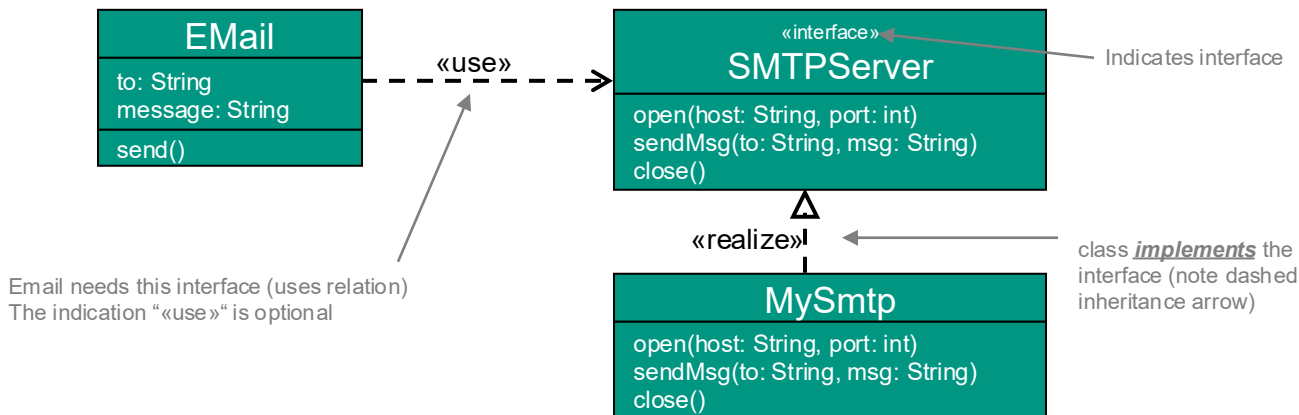 EMail
to: String
message: String
send()
«use»
«interface»
SMTPServer
open(host: String, port: int)
sendMsg(to: String, msg: String)
close()
Indicates interface
«realize»
class implements the
interface (note dashed
inheritance arrow)
Email needs this interface (uses relation)
The indication “«use»“ is optional
MySmtp
open(host: String, port: int)
sendMsg(to: String, msg: String)
close()